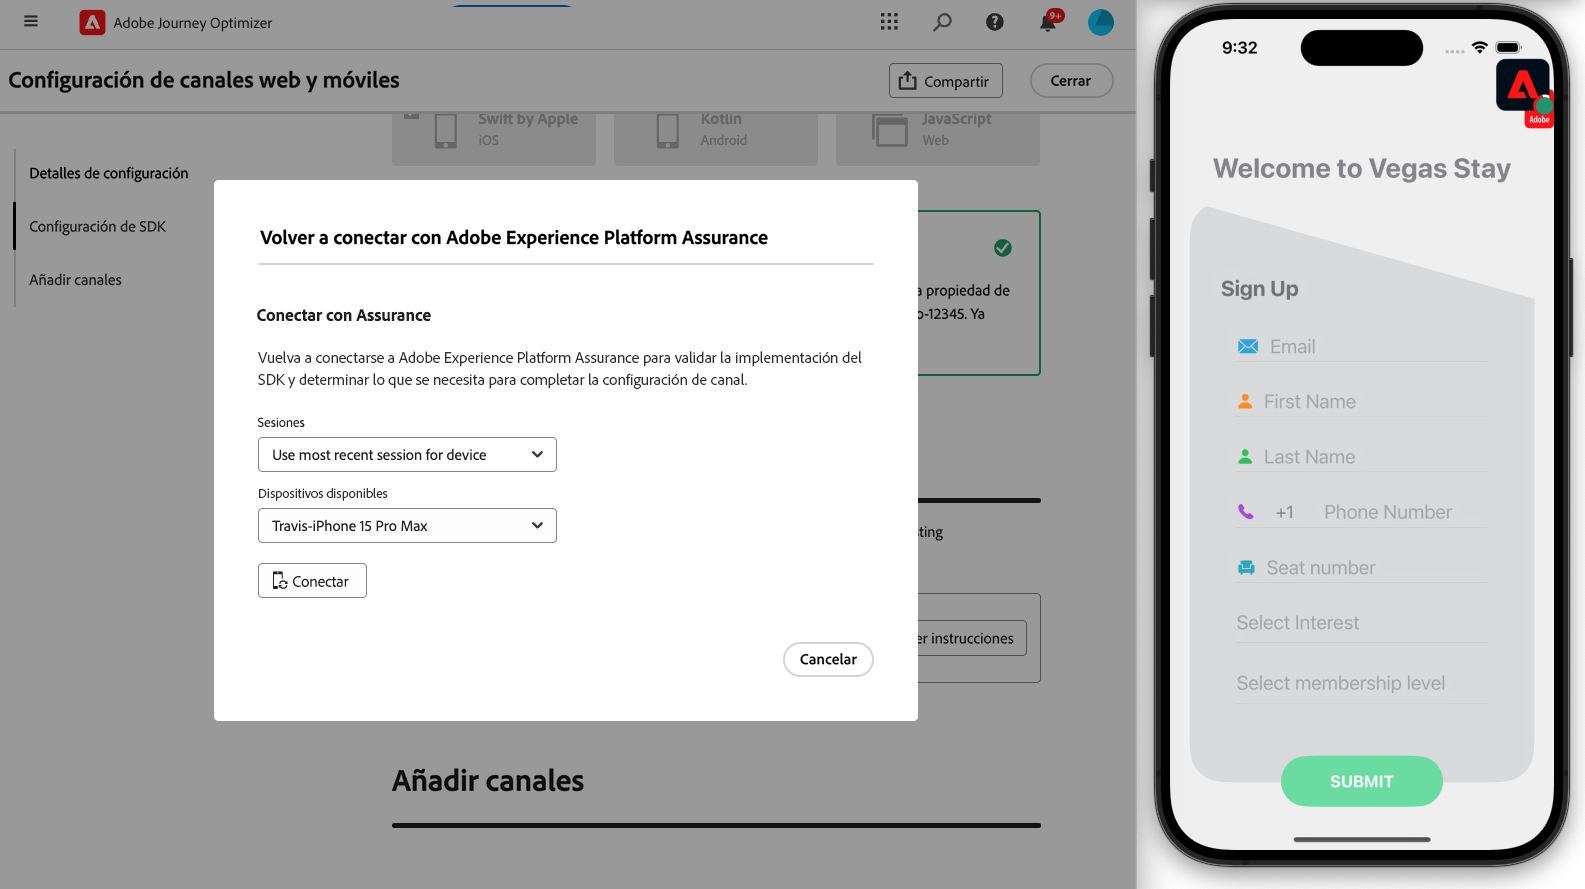 Adobe Journey Optimizer
9+
Configuración de canales web y móviles
Compartir
Cerrar
Swift by Apple
iOS
Kotlin
Android
JavaScript
Web
Detalles de configuración
Configuración de SDK
Añadir canales
a propiedad de
o-12345. Ya
Volver a conectar con Adobe Experience Platform Assurance
Conectar con Assurance
Vuelva a conectarse a Adobe Experience Platform Assurance para validar la implementación del
SDK y determinar lo que se necesita para completar la configuración de canal.
Sesiones
Use most recent session for device
Dispositivos disponibles
Travis-iPhone 15 Pro Max
Conectar
Cancelar
ting
er instrucciones
Añadir canales
9:32
Adobe
Welcome to Vegas Stay
Sign Up
Email
First Name
Last Name
+1 Phone Number
Seat number
Select Interest
Select membership level
SUBMIT